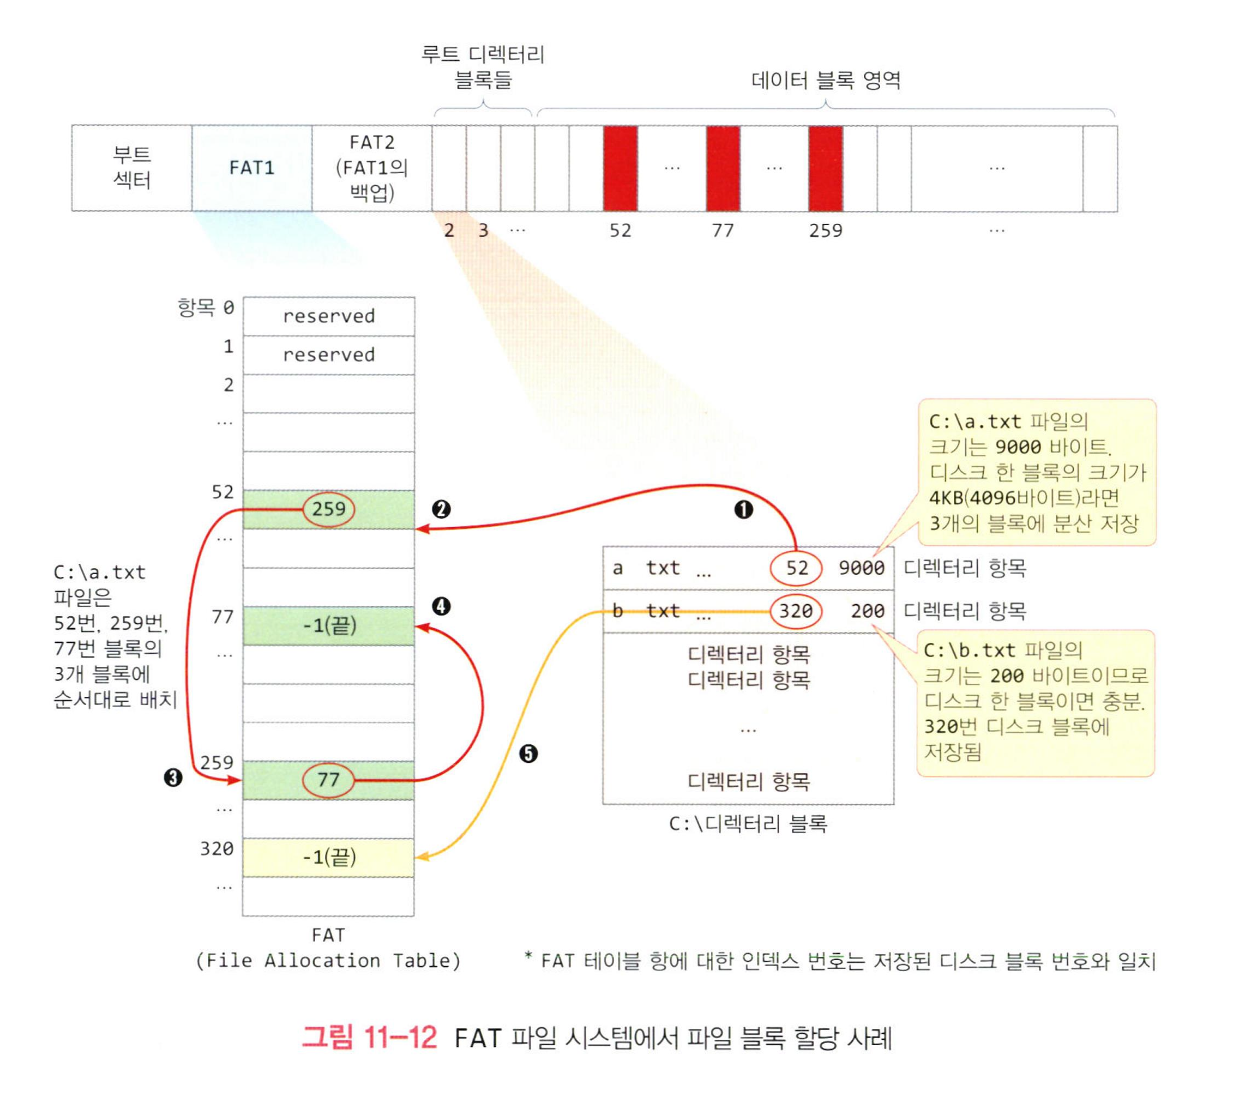 루트 디렉터리
블록들
데이터 블록 영역
부트
섹터
FAT1
FAT2
(FAT1의
백업)
...
...
...
2 3 ... 52 77 259 ...
항목 0 reserved
1 reserved
2
...
52 259 ❷
...
77 -1(끝) ❹
...
259 77
❸
...
320 -1(끝)
...
FAT
(File Allocation Table)
C:\a.txt
파일은
52번, 259번,
77번 블록의
3개 블록에
순서대로 배치
❶
❺
C:\a.txt 파일의
크기는 9000 바이트.
디스크 한 블록의 크기가
4KB(4096바이트)라면
3개의 블록에 분산 저장
a txt ... 52 9000 디렉터리 항목
b txt ... 320 200 디렉터리 항목
디렉터리 항목
디렉터리 항목
...
디렉터리 항목
C:\디렉터리 블록
C:\b.txt 파일의
크기는 200 바이트이므로
디스크 한 블록이면 충분.
320번 디스크 블록에
저장됨
* FAT 테이블 항에 대한 인덱스 번호는 저장된 디스크 블록 번호와 일치
그림 11-12 FAT 파일 시스템에서 파일 블록 할당 사례